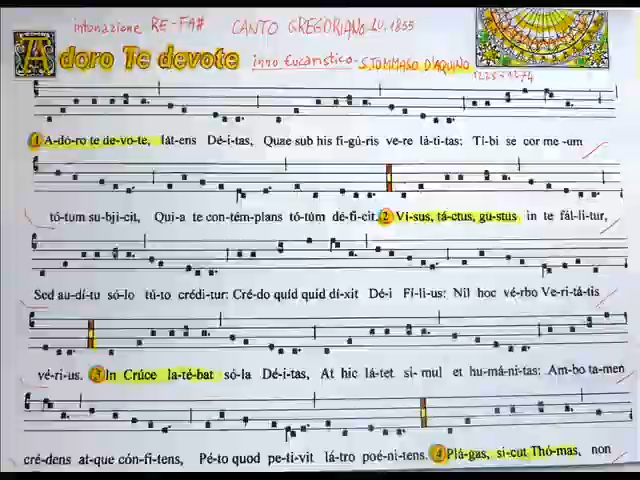 intonazione RE-FA# CANTO GREGORIANO LU. 1855
Adoro Te devote inno Eucaristico - S. TOMMASO D'AQUINO
1225-1274
1 A-dó-ro te de-vo-te, lát-ens Dé-i-tas, Quae sub his fi-gú-ris ve-re lá-ti-tas: Tí-bi se cor me-um
tó-tum su-bji-cit, Qui-a te con-tém-plans tó-túm dé-fi-cit. 2 Vi-sus, tá-ctus, gu-stus in te fál-li-tur,
Sed au-dí-tu só-lo tú-to créd-i-tur: Cré-do quíd quid dí-xit Dé-i Fí-li-us: Nil hoc vér-bo Ve-ri-tá-tis
vé-ri-us. 3 In Crúce la-té-bat só-la Dé-i-tas, At hic lá-tet si-mul et hu-má-ni-tas: Am-bo ta-men
cré-dens at-que cón-fi-tens, Pé-to quod pe-ti-vit lá-tro poé-ni-tens. 4 Plá-gas, si-cut Thó-mas, non